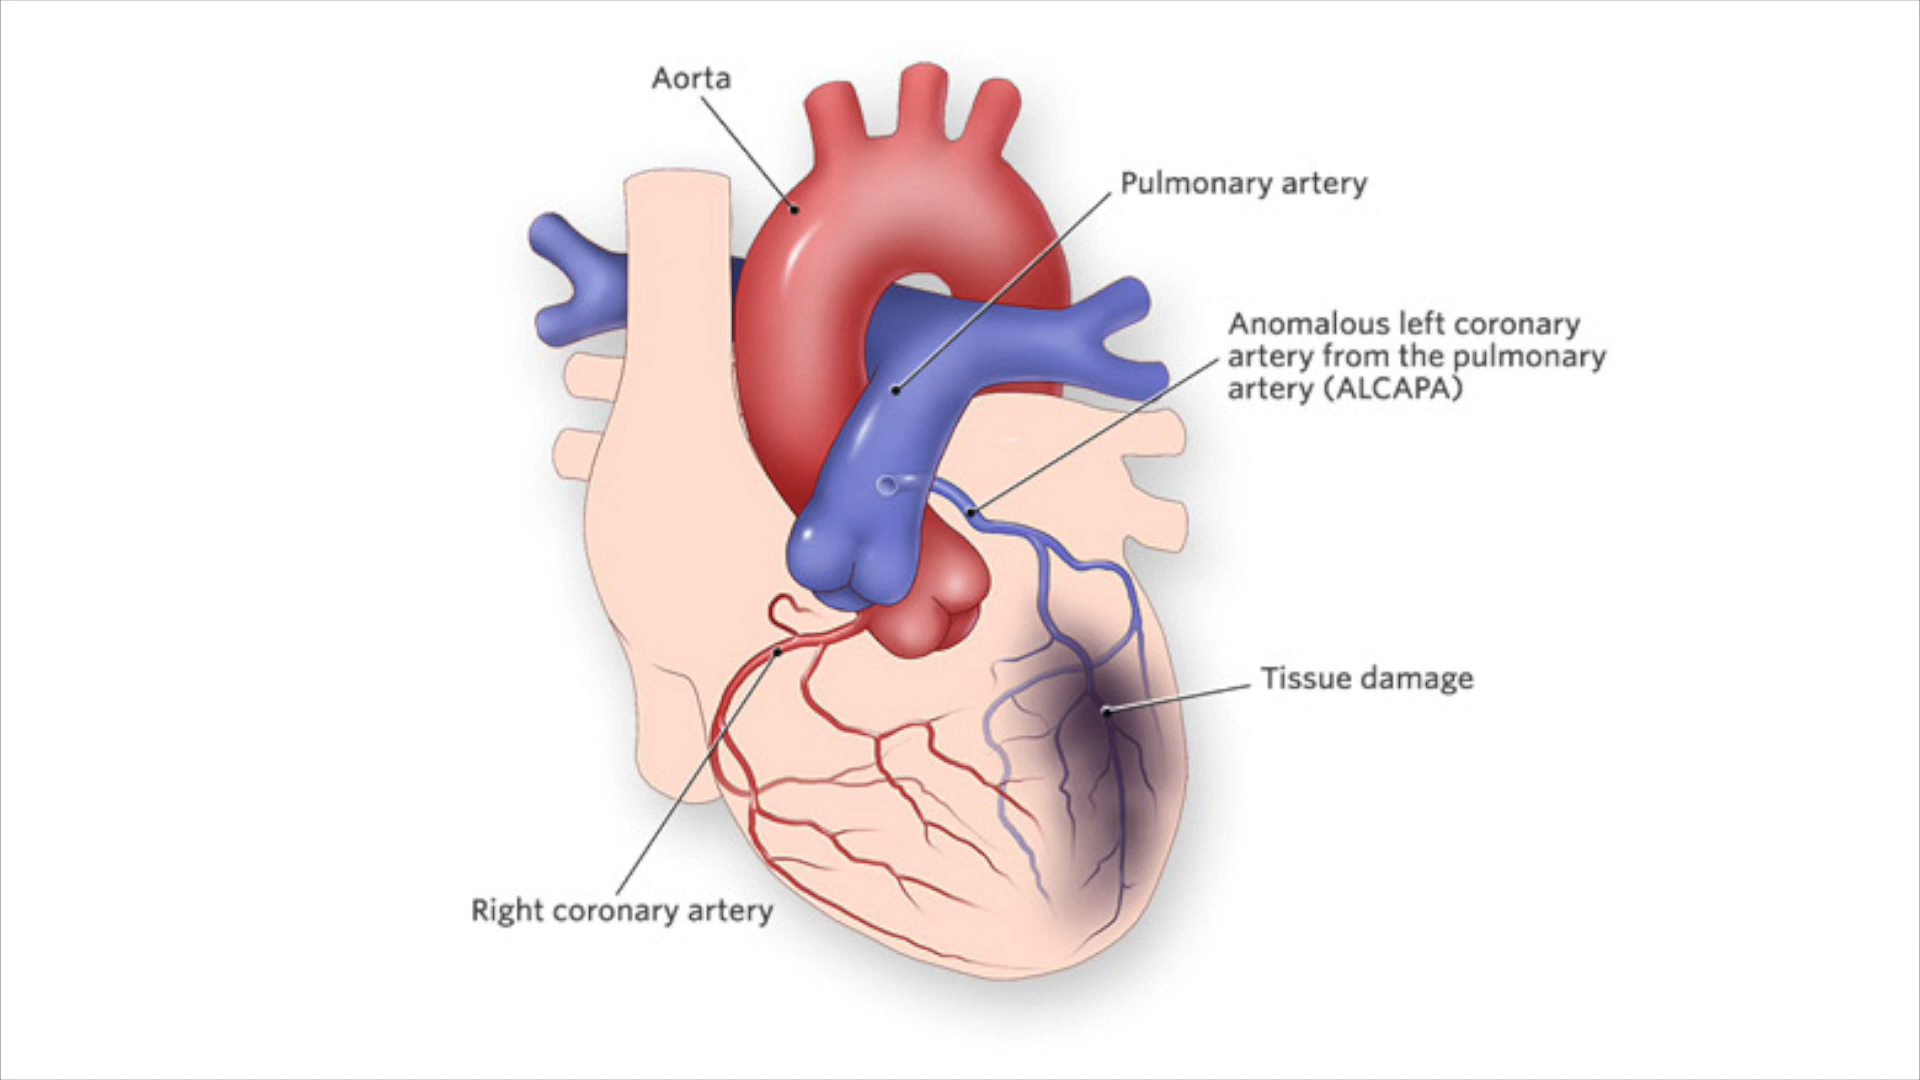 Aorta
Pulmonary artery
Anomalous left coronary
artery from the pulmonary
artery (ALCAPA)
Tissue damage
Right coronary artery